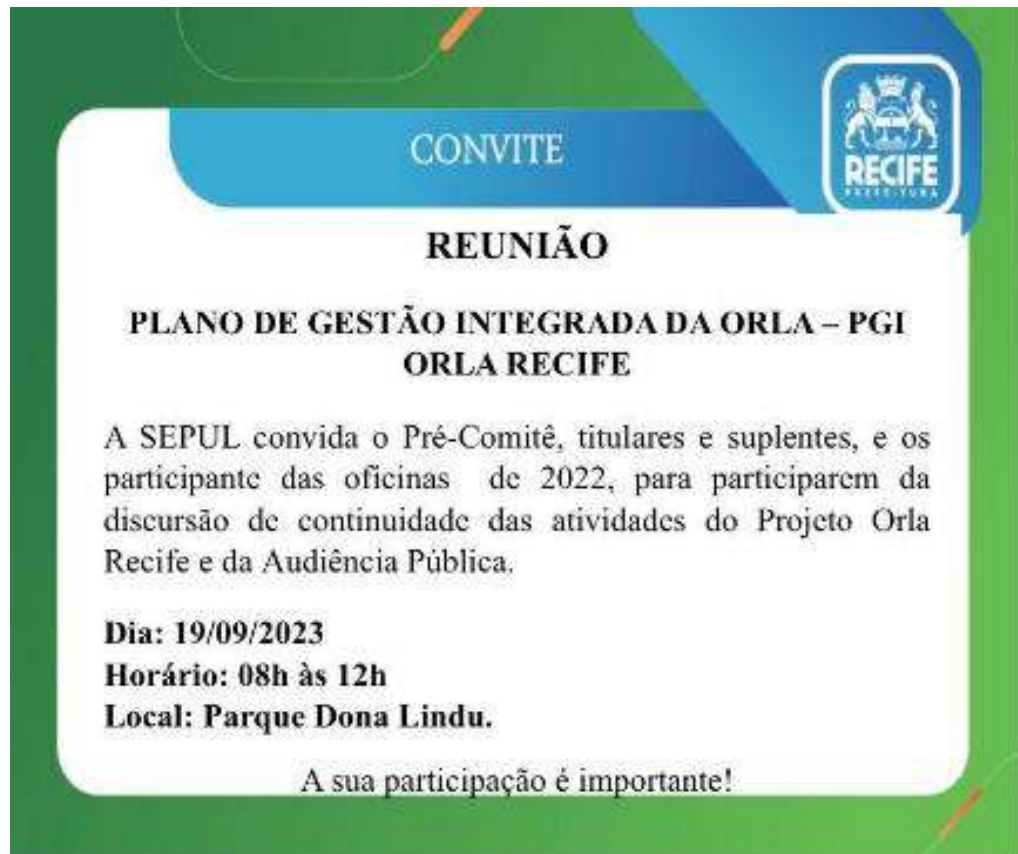 CONVITE
RECIFE
PREFEITURA
REUNIÃO
PLANO DE GESTÃO INTEGRADA DA ORLA – PGI
ORLA RECIFE
A SEPUL convida o Pré-Comitê, titulares e suplentes, e os
participante das oficinas de 2022, para participarem da
discursão de continuidade das atividades do Projeto Orla
Recife e da Audiência Pública.
Dia: 19/09/2023
Horário: 08h às 12h
Local: Parque Dona Lindu.
A sua participação é importante!